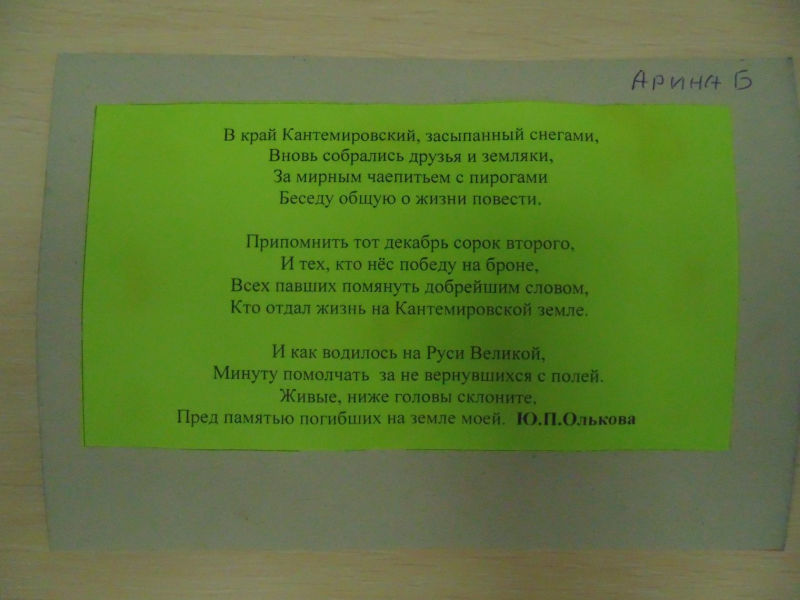 Арина Б
В край Кантемировский, засыпанный снегами,
Вновь собрались друзья и земляки,
За мирным чаепитьем с пирогами
Беседу общую о жизни повести.
Припомнить тот декабрь сорок второго,
И тех, кто нёс победу на броне,
Всех павших помянуть добрейшим словом,
Кто отдал жизнь на Кантемировской земле.
И как водилось на Руси Великой,
Минуту помолчать за не вернувшихся с полей.
Живые, ниже головы склоните,
Пред памятью погибших на земле моей. Ю.П.Олькова